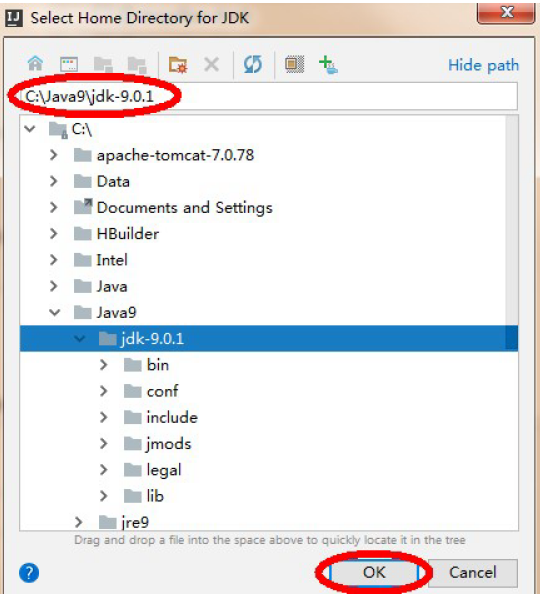 Select Home Directory for JDK
Hide path
C:\Java9\jdk-9.0.1
C:\
apache-tomcat-7.0.78
Data
Documents and Settings
HBuilder
Intel
Java
Java9
jdk-9.0.1
bin
conf
include
jmods
legal
lib
jre9
Drag and drop a file into the space above to quickly locate it in the tree
OK
Cancel